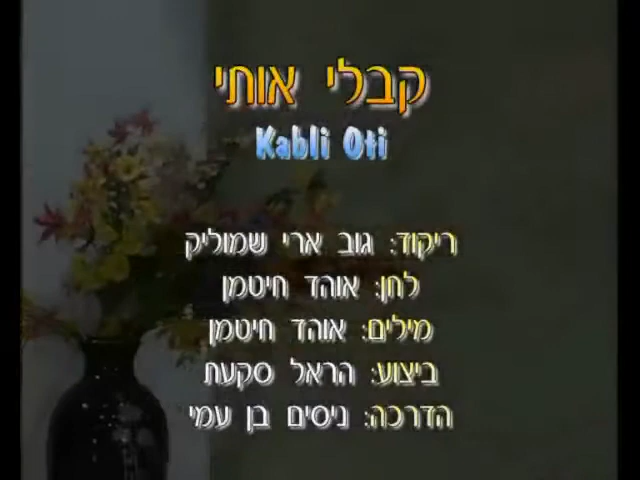 קבלי אותי
Kabli Oti
ריקוד: גוב ארי שמוליק
לחן: אוהד חיטמן
מילים: אוהד חיטמן
ביצוע: הראל סקעת
הדרכה: ניסים בן עמי